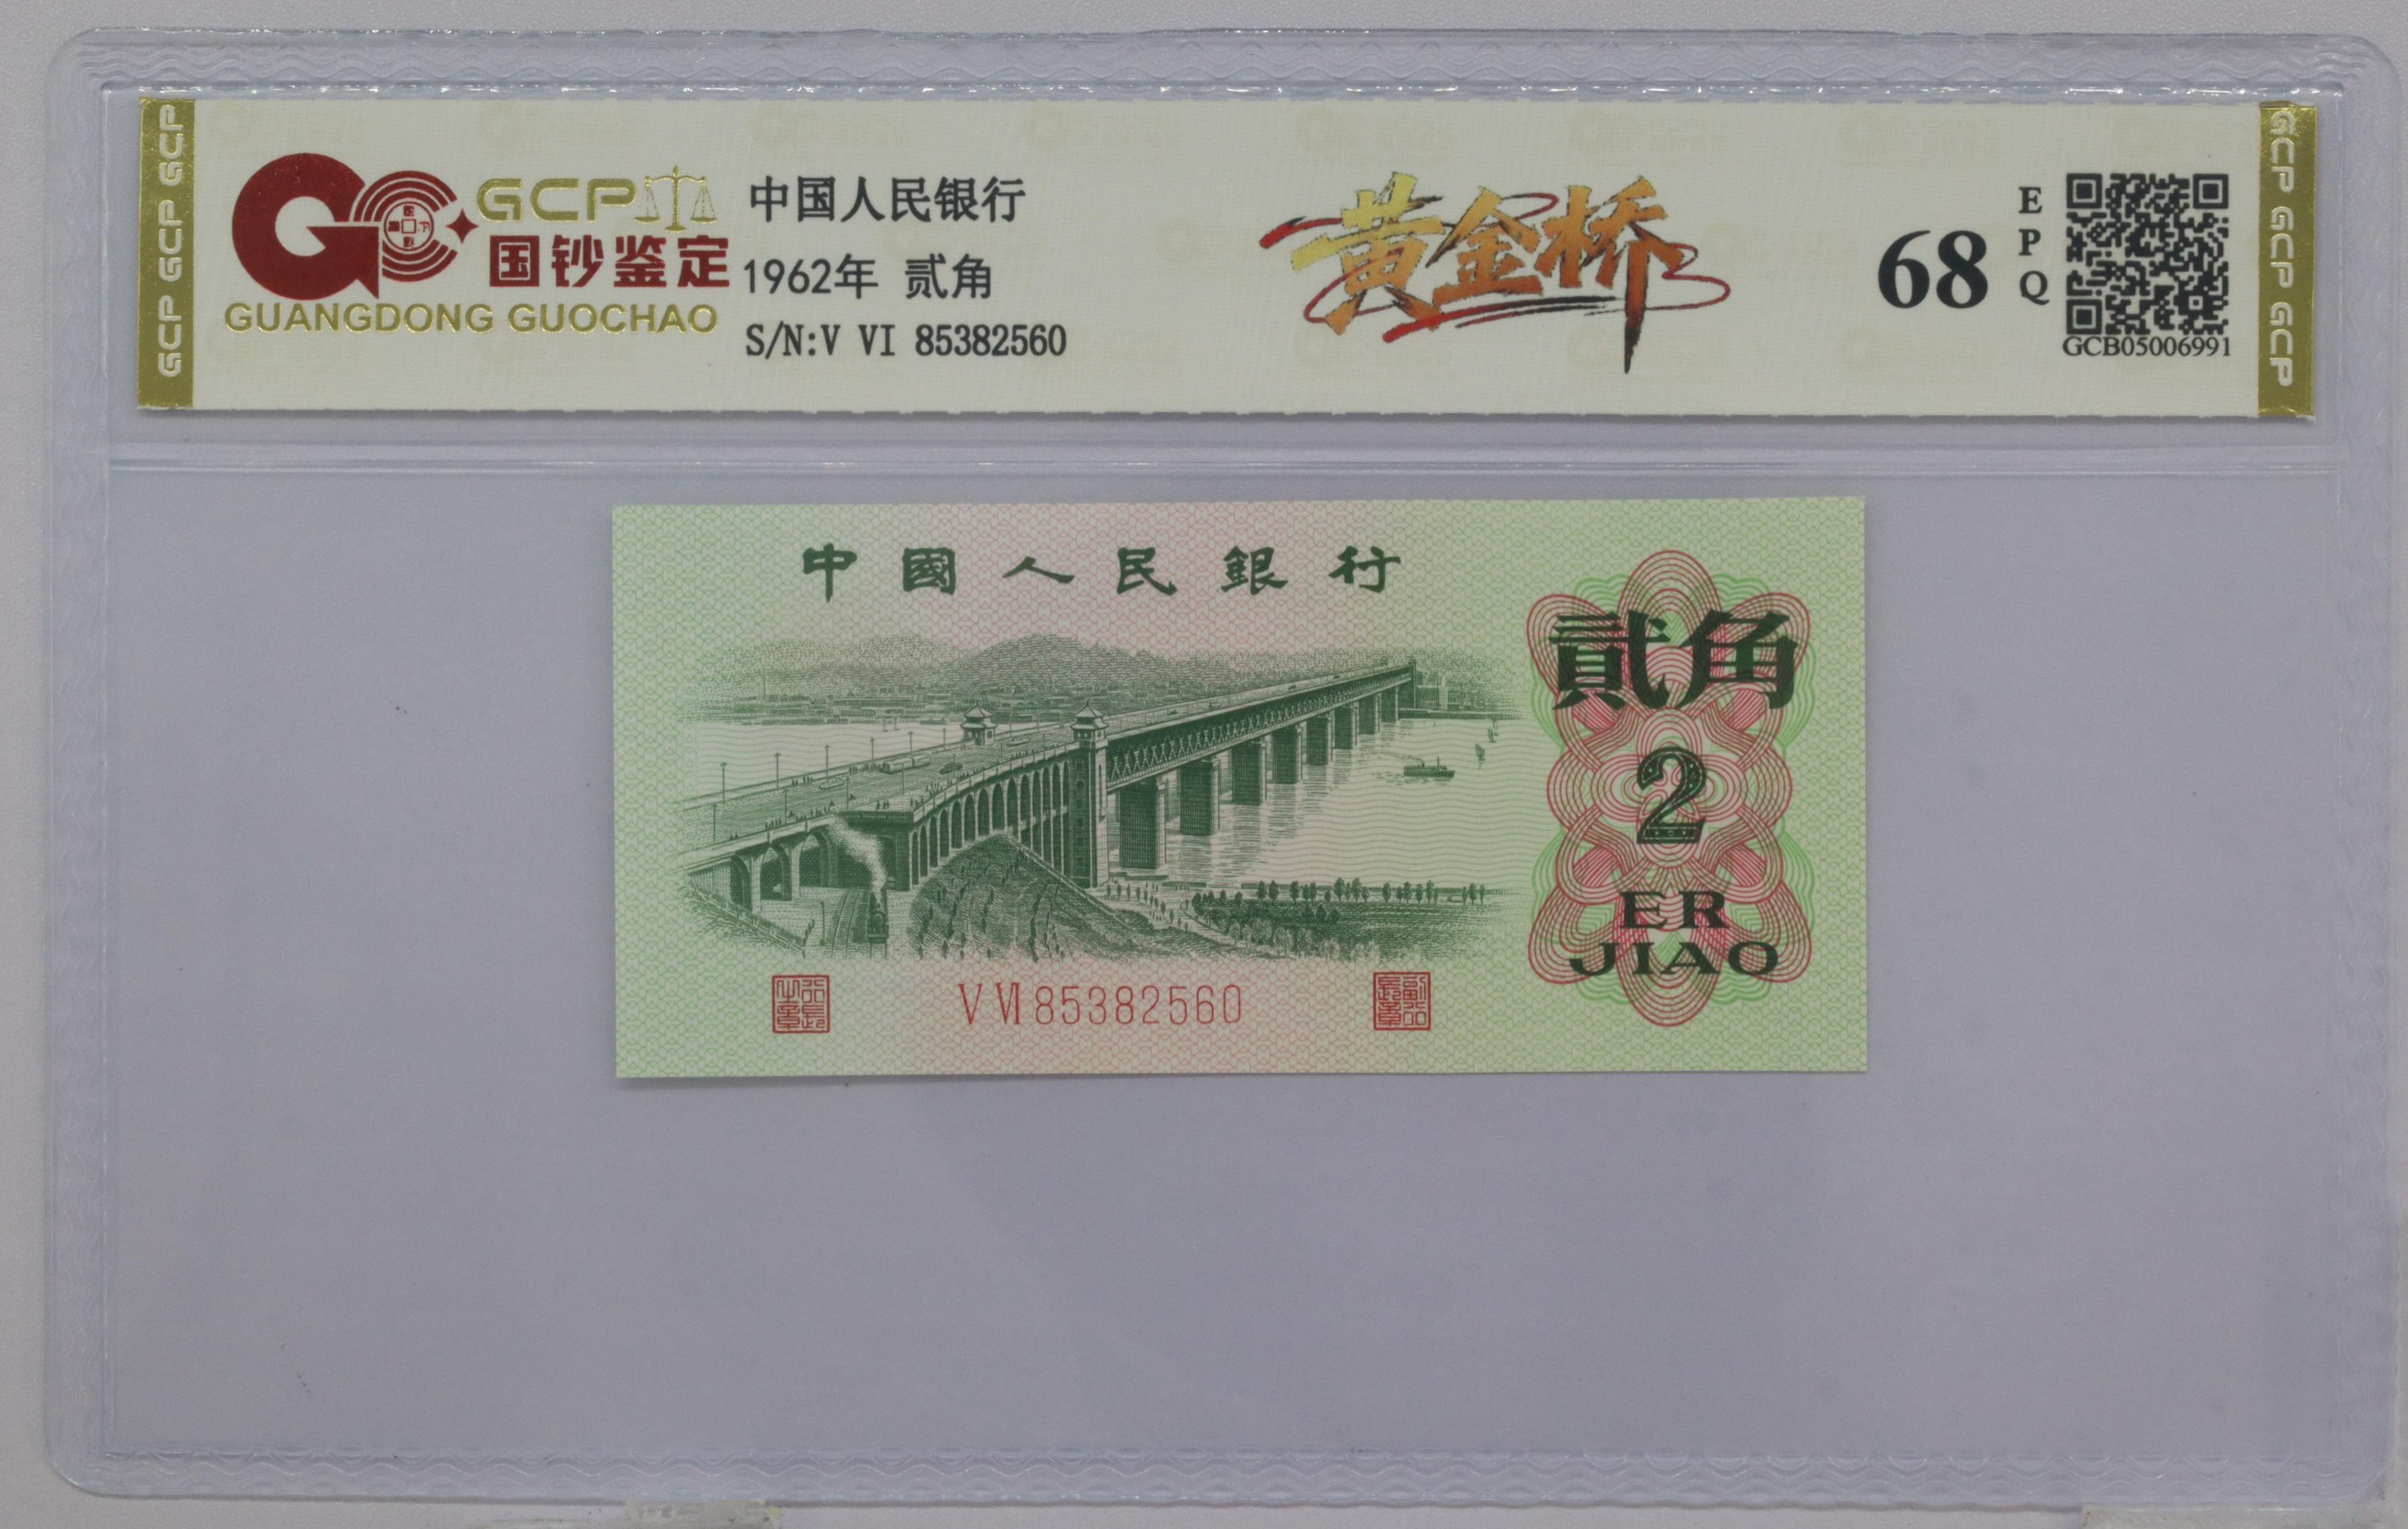 GCP GCP GCP
GCP
国钞鉴定
GUANGDONG GUOCHAO
中国人民银行
1962年 贰角
S/N:V VI 85382560
黄金桥
68
EPQ
GCB05006991
GCP GCP GCP
中國人民銀行
貳角
2
ER
JIAO
V VI 85382560